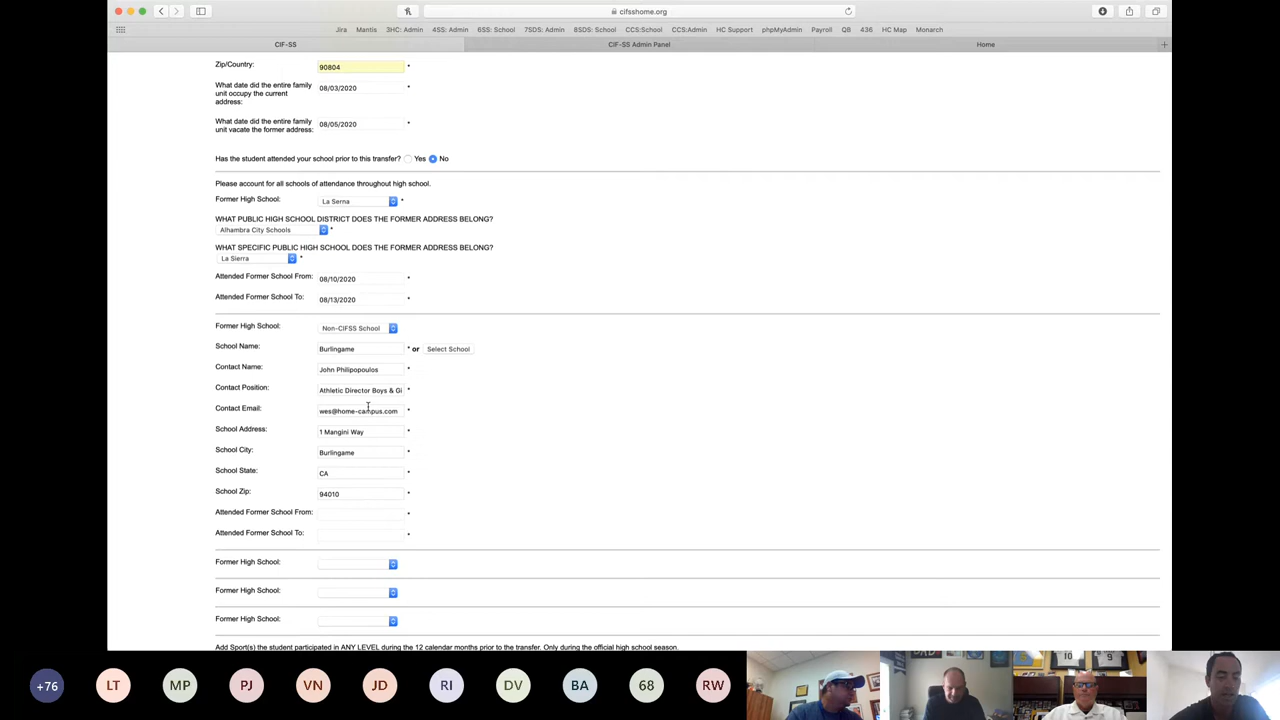 cifsshome.org
Jira Mantis 3HC: Admin 4SS: Admin 6SS: School 7SDS: Admin 8SDS: School CCS:School CCS:Admin HC Support phpMyAdmin Payroll QB 436 HC Map Monarch
CIF-SS CIF-SS Admin Panel Home
Zip/Country: 90804 *
What date did the entire family
unit occupy the current
address: 08/03/2020 *
What date did the entire family
unit vacate the former address: 08/05/2020 *
Has the student attended your school prior to this transfer? Yes No
Please account for all schools of attendance throughout high school.
Former High School: La Serna *
WHAT PUBLIC HIGH SCHOOL DISTRICT DOES THE FORMER ADDRESS BELONG?
Alhambra City Schools *
WHAT SPECIFIC PUBLIC HIGH SCHOOL DOES THE FORMER ADDRESS BELONG?
La Sierra *
Attended Former School From: 08/10/2020 *
Attended Former School To: 08/13/2020 *
Former High School: Non-CIFSS School
School Name: Burlingame * or Select School
Contact Name: John Philipopoulos *
Contact Position: Athletic Director Boys & Gi *
Contact Email: wes@home-campus.com *
School Address: 1 Mangini Way *
School City: Burlingame *
School State: CA *
School Zip: 94010 *
Attended Former School From: *
Attended Former School To: *
Former High School:
Former High School:
Former High School:
Add Sport(s) the student participated in ANY LEVEL during the 12 calendar months prior to the transfer. Only during the official high school season.
+76 LT MP PJ VN JD RI DV BA 68 RW
10 9